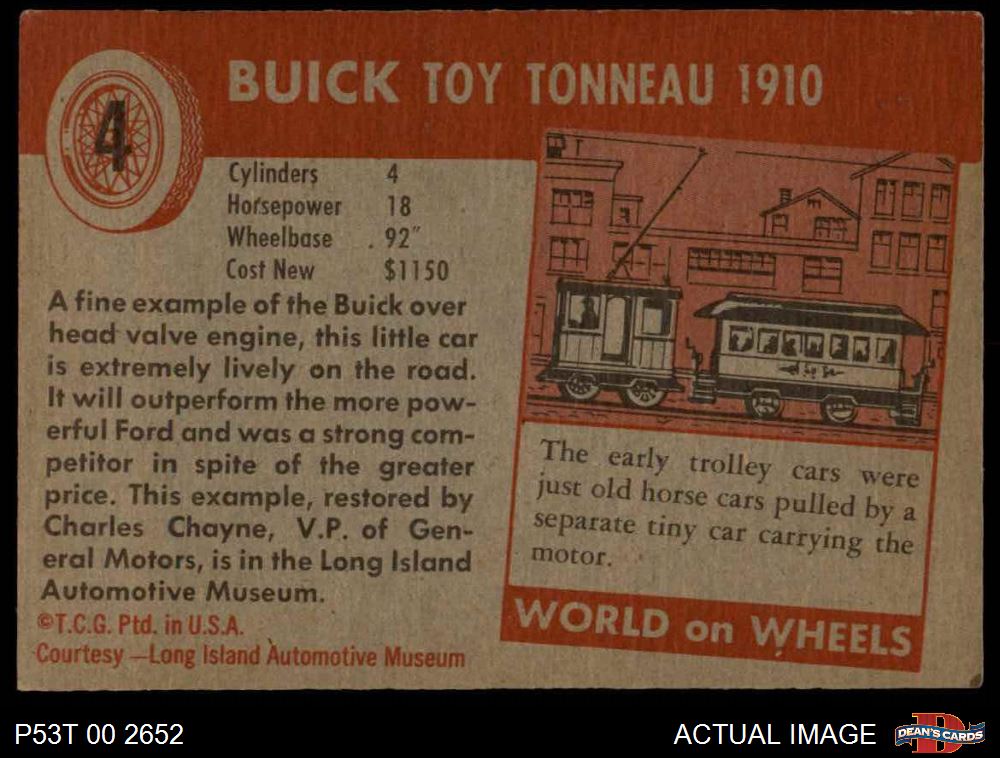 4
BUICK TOY TONNEAU 1910
Cylinders 4
Horsepower 18
Wheelbase . 92"
Cost New $1150
A fine example of the Buick over
head valve engine, this little car
is extremely lively on the road.
It will outperform the more pow-
erful Ford and was a strong com-
petitor in spite of the greater
price. This example, restored by
Charles Chayne, V.P. of Gen-
eral Motors, is in the Long Island
Automotive Museum.
©T.C.G. Ptd. in U.S.A.
Courtesy—Long Island Automotive Museum
The early trolley cars were
just old horse cars pulled by a
separate tiny car carrying the
motor.
WORLD on WHEELS
P53T 00 2652
ACTUAL IMAGE
D
DEAN'S CARDS